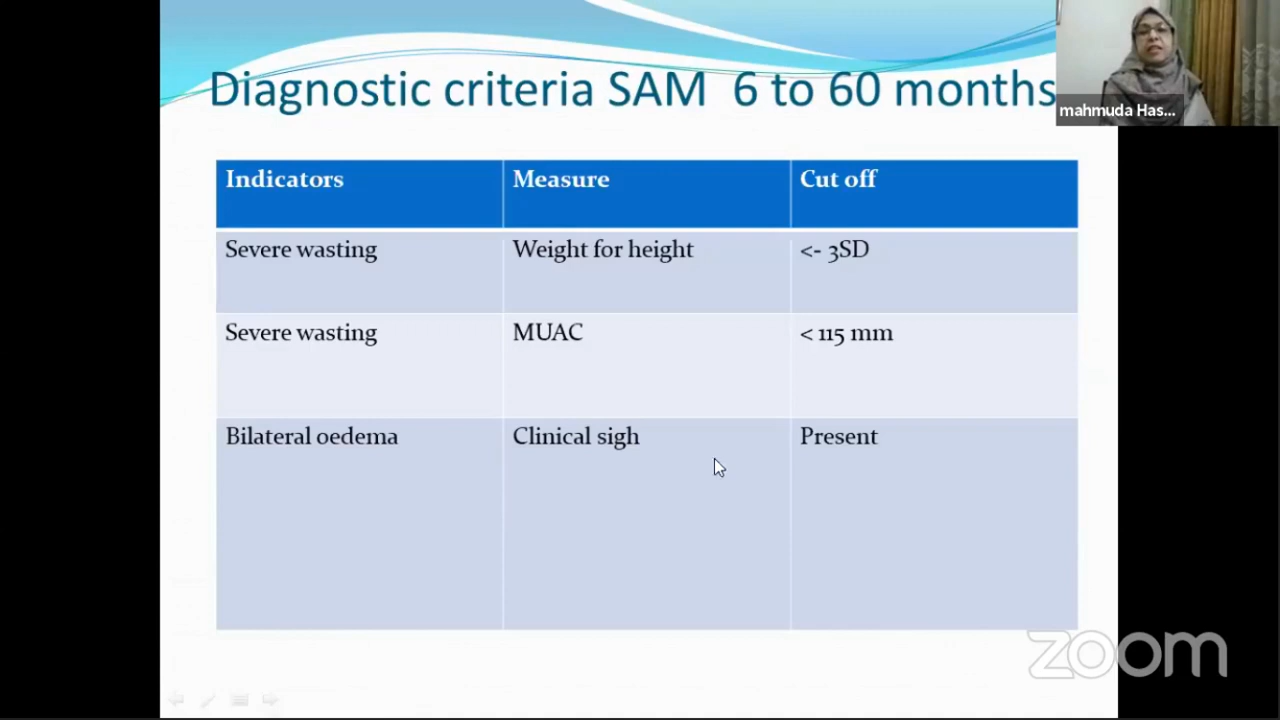 Diagnostic criteria SAM 6 to 60 months
mahmuda Has...
Indicators Measure Cut off
Severe wasting Weight for height <- 3SD
Severe wasting MUAC < 115 mm
Bilateral oedema Clinical sigh Present
zoom